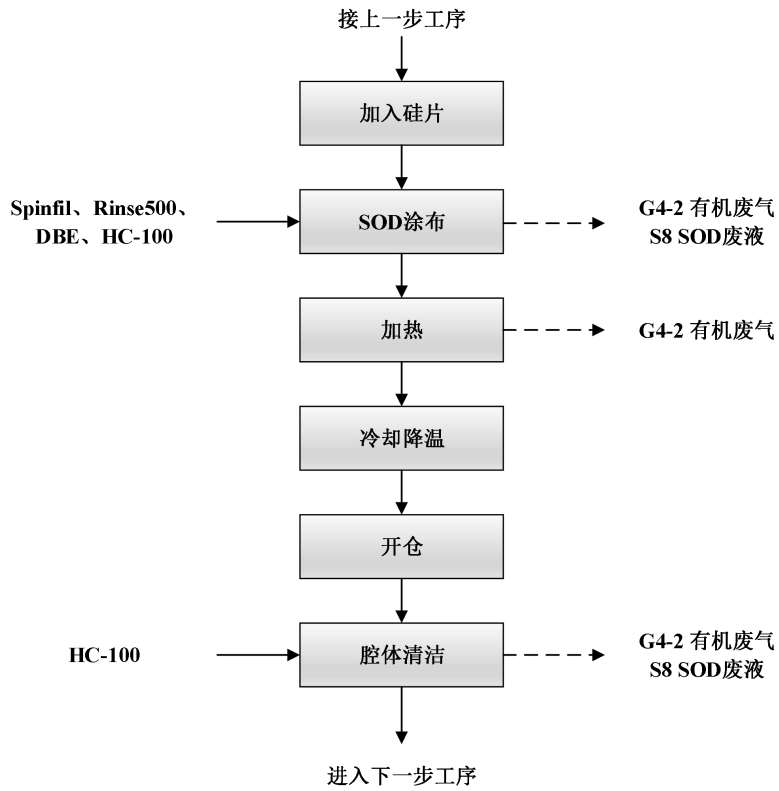 接上一步工序
加入硅片
Spinfil、Rinse500、
DBE、HC-100
SOD涂布
G4-2 有机废气
S8 SOD废液
加热
G4-2 有机废气
冷却降温
开仓
HC-100
腔体清洁
G4-2 有机废气
S8 SOD废液
进入下一步工序